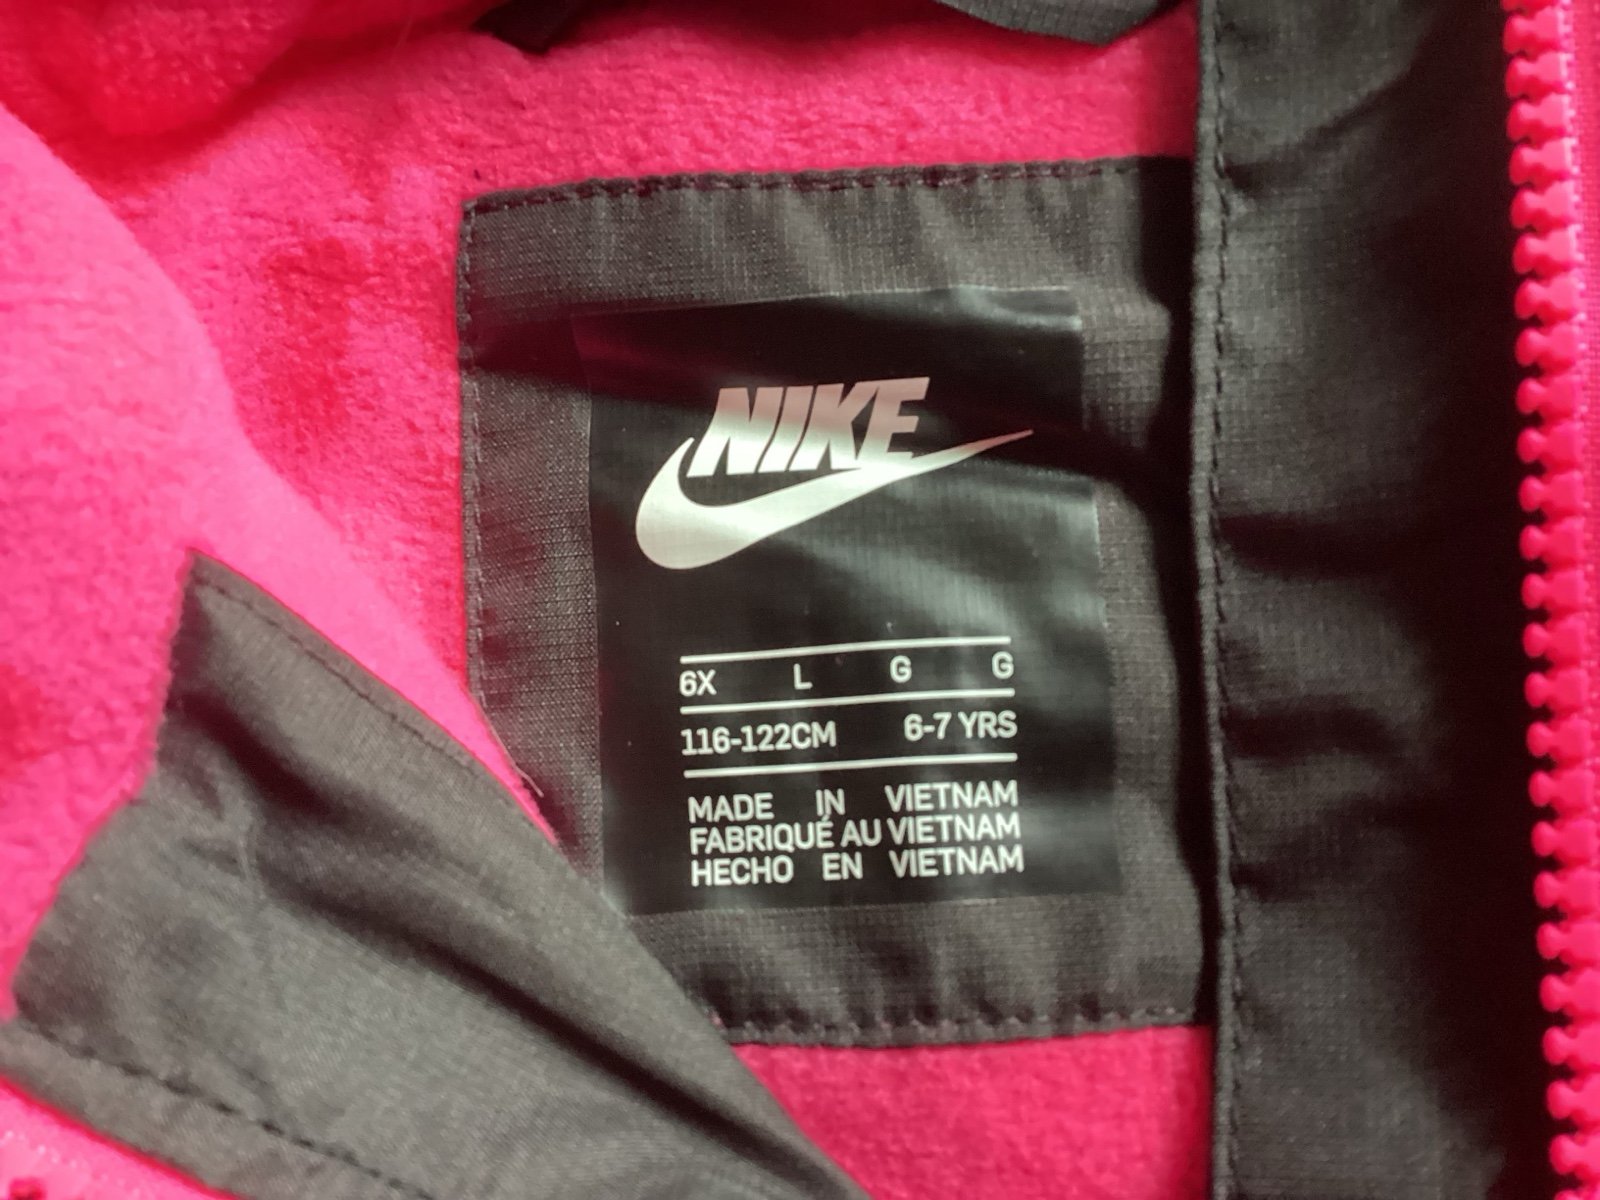 NIKE
6X L G G
116-122CM 6-7 YRS
MADE IN VIETNAM
FABRIQUÉ AU VIETNAM
HECHO EN VIETNAM